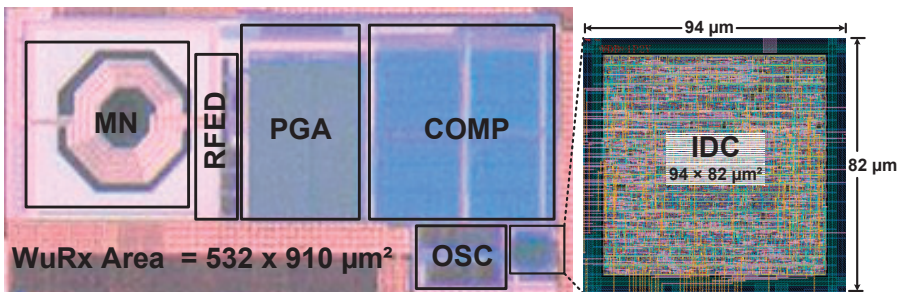 94 µm
MN
RFED
PGA
COMP
IDC
94 × 82 µm²
82 µm
WuRx Area = 532 x 910 µm²
OSC